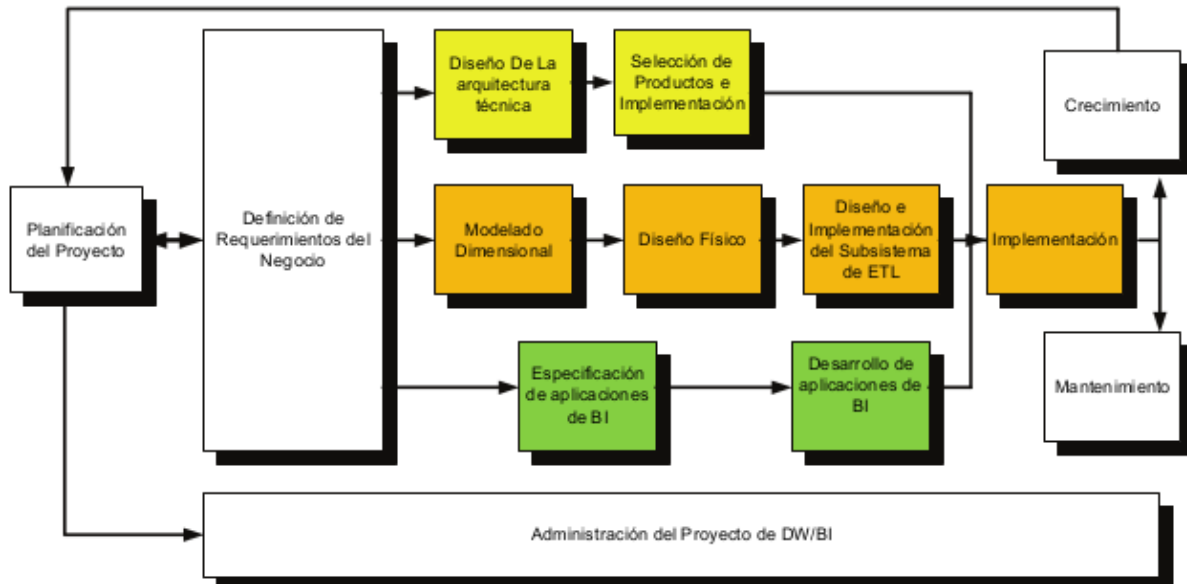 Planificación
del Proyecto
Definición de
Requerimientos del
Negocio
Diseño De La
arquitectura
técnica
Selección de
Productos e
Implementación
Modelado
Dimensional
Diseño Físico
Diseño e
Implementación
del Subsistema
de ETL
Especificación
de aplicaciones
de BI
Desarrollo de
aplicaciones de
BI
Implementación
Crecimiento
Mantenimiento
Administración del Proyecto de DW/BI